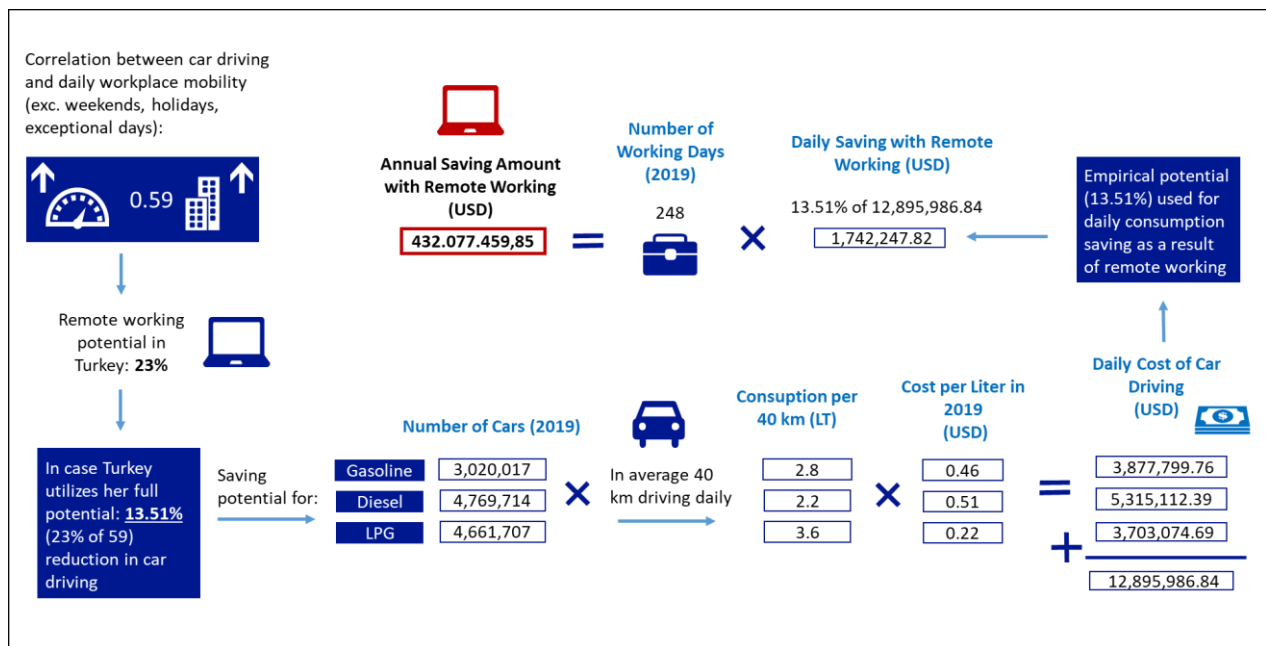 Correlation between car driving
and daily workplace mobility
(exc. weekends, holidays,
exceptional days):
0.59
Remote working
potential in
Turkey: 23%
In case Turkey
utilizes her full
potential: 13.51%
(23% of 59)
reduction in car
driving
Saving
potential for:
Number of Cars (2019)
Gasoline 3,020,017
Diesel 4,769,714
LPG 4,661,707
×
In average 40
km driving daily
Consuption per
40 km (LT)
2.8
2.2
3.6
×
Cost per Liter in
2019
(USD)
0.46
0.51
0.22
=
+
Daily Cost of Car
Driving
(USD)
3,877,799.76
5,315,112.39
3,703,074.69
12,895,986.84
Empirical potential
(13.51%) used for
daily consumption
saving as a result
of remote working
Daily Saving with Remote
Working (USD)
13.51% of 12,895,986.84
1,742,247.82
×
Number of
Working Days
(2019)
248
=
Annual Saving Amount
with Remote Working
(USD)
432.077.459,85